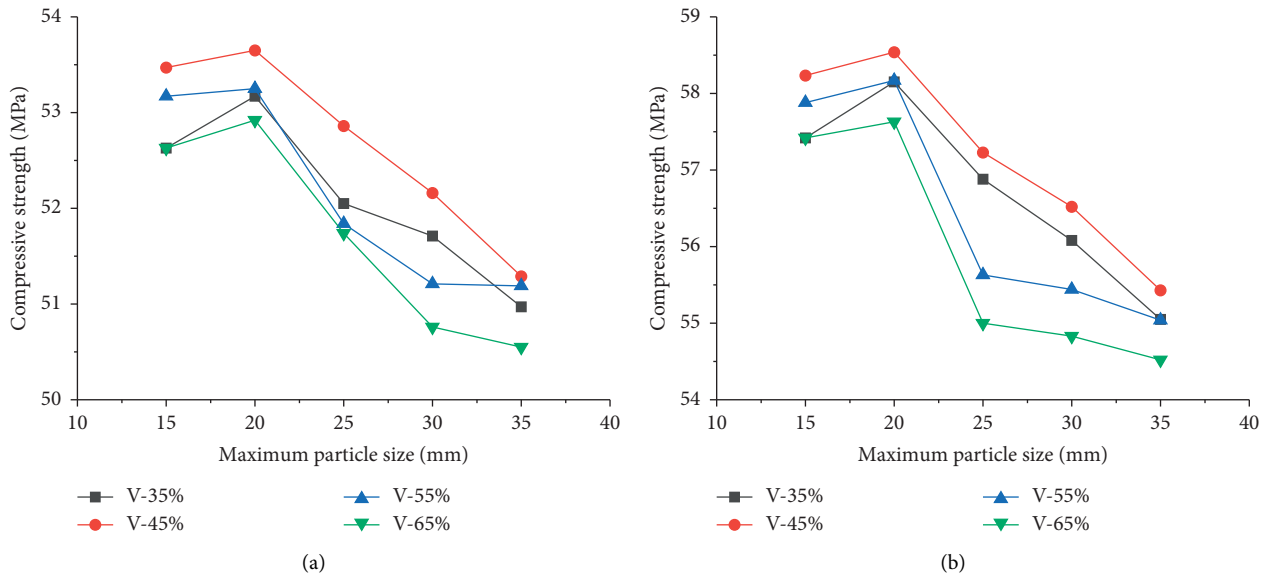 54
53
52
51
50
Compressive strength (MPa)
10 15 20 25 30 35 40
Maximum particle size (mm)
V-35% V-55%
V-45% V-65%
(a)
59
58
57
56
55
54
Compressive strength (MPa)
10 15 20 25 30 35 40
Maximum particle size (mm)
V-35% V-55%
V-45% V-65%
(b)